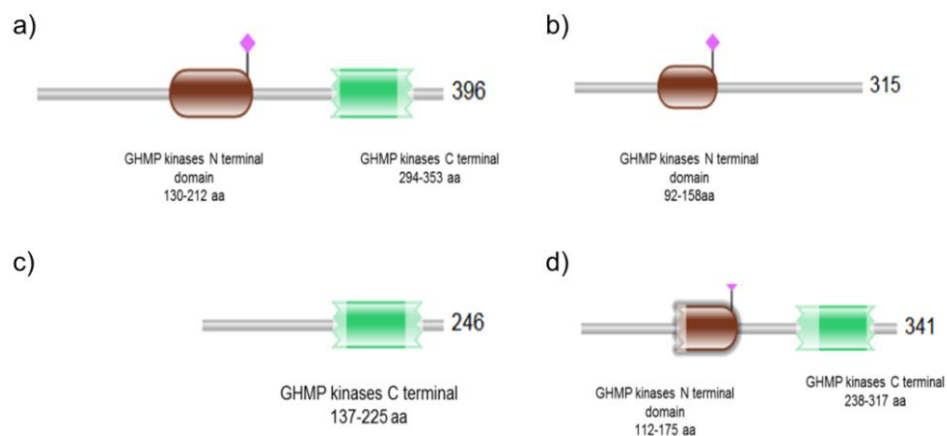 a)
396
GHMP kinases N terminal
domain
130-212 aa
GHMP kinases C terminal
294-353 aa
b)
315
GHMP kinases N terminal
domain
92-158aa
c)
246
GHMP kinases C terminal
137-225 aa
d)
341
GHMP kinases N terminal
domain
112-175 aa
GHMP kinases C terminal
238-317 aa